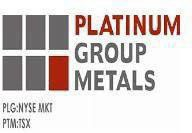 PLATINUM
GROUP
METALS
PLG:NYSE MKT
PTM:TSX